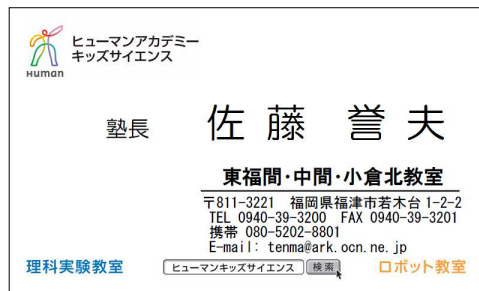 ヒューマンアカデミー
キッズサイエンス
Human
塾長 佐藤 誉夫
東福間・中間・小倉北教室
〒811-3221 福岡県福津市若木台 1-2-2
TEL 0940-39-3200 FAX 0940-39-3201
携帯 080-5202-8801
E-mail: tenma@ark.ocn.ne.jp
理科実験教室 ヒューマンキッズサイエンス 検索 ロボット教室